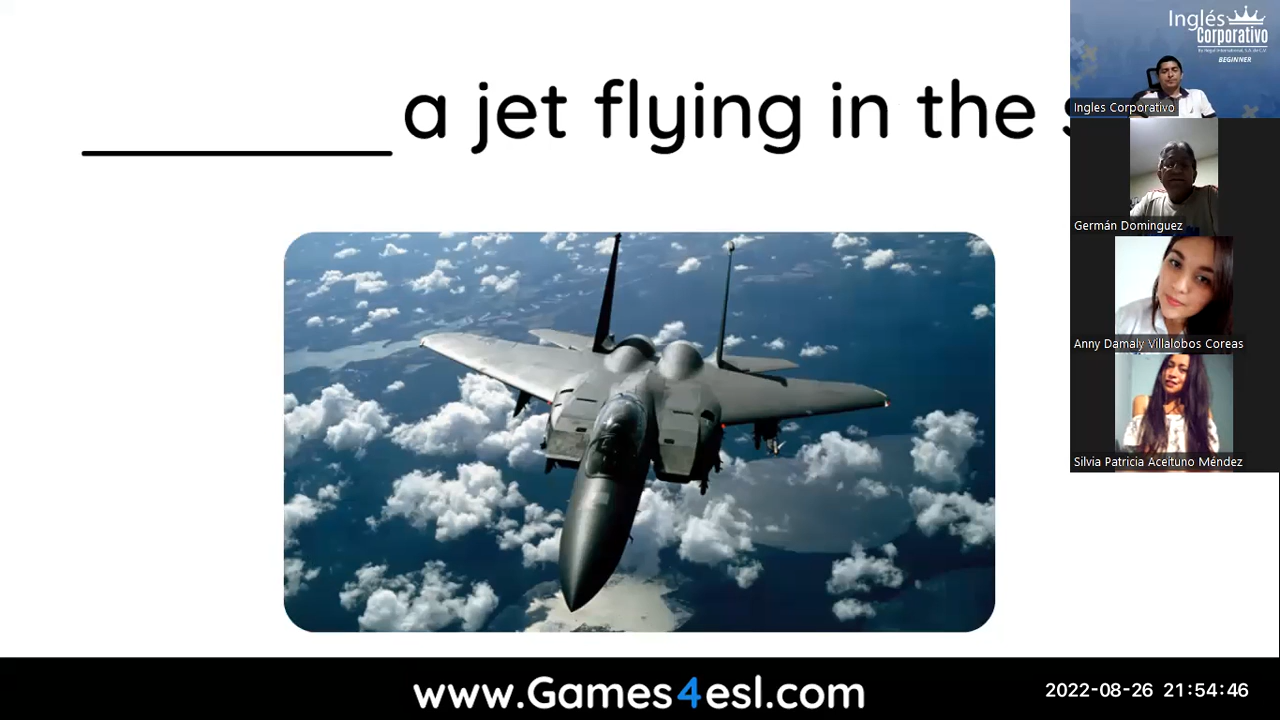 __________ a jet flying in the
Inglés
Corporativo
BEGINNER
Ingles Corporativo
Germán Dominguez
Anny Damaly Villalobos Coreas
Silvia Patricia Aceituno Méndez
www.Games4esl.com
2022-08-26 21:54:46